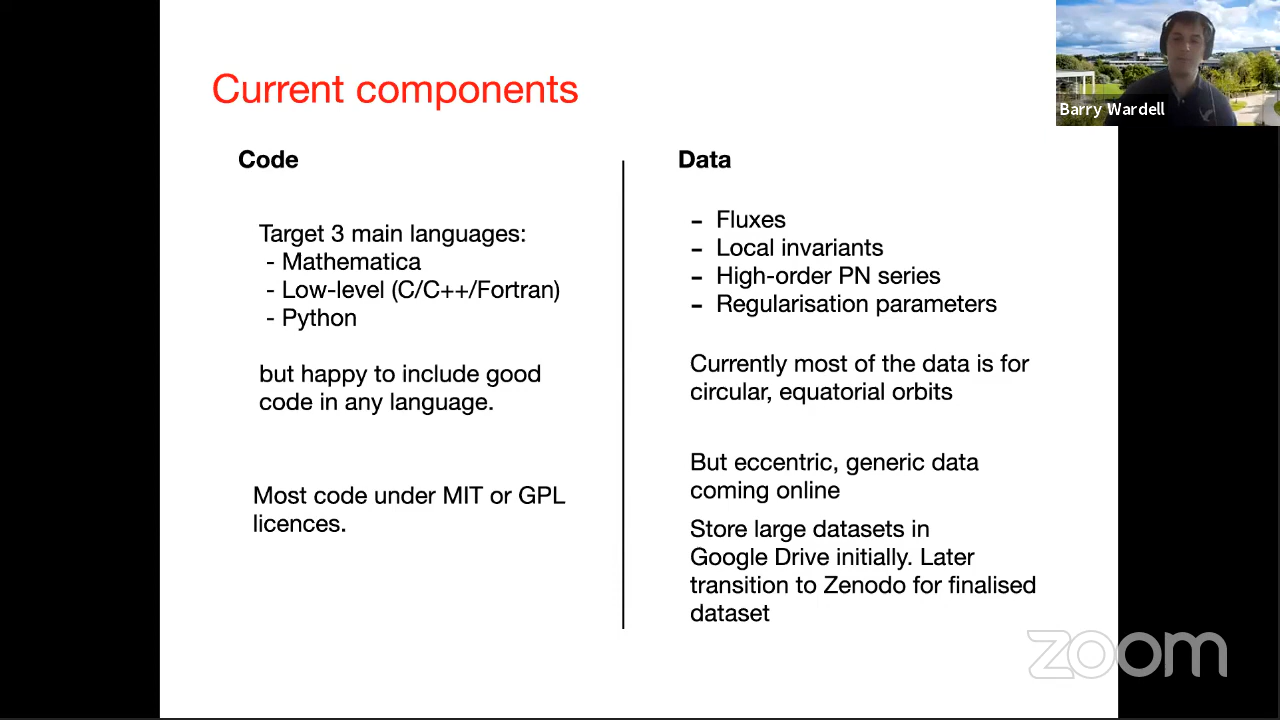 Current components
Barry Wardell
Code
Target 3 main languages:
- Mathematica
- Low-level (C/C++/Fortran)
- Python
but happy to include good
code in any language.
Most code under MIT or GPL
licences.
Data
- Fluxes
- Local invariants
- High-order PN series
- Regularisation parameters
Currently most of the data is for
circular, equatorial orbits
But eccentric, generic data
coming online
Store large datasets in
Google Drive initially. Later
transition to Zenodo for finalised
dataset
zoom